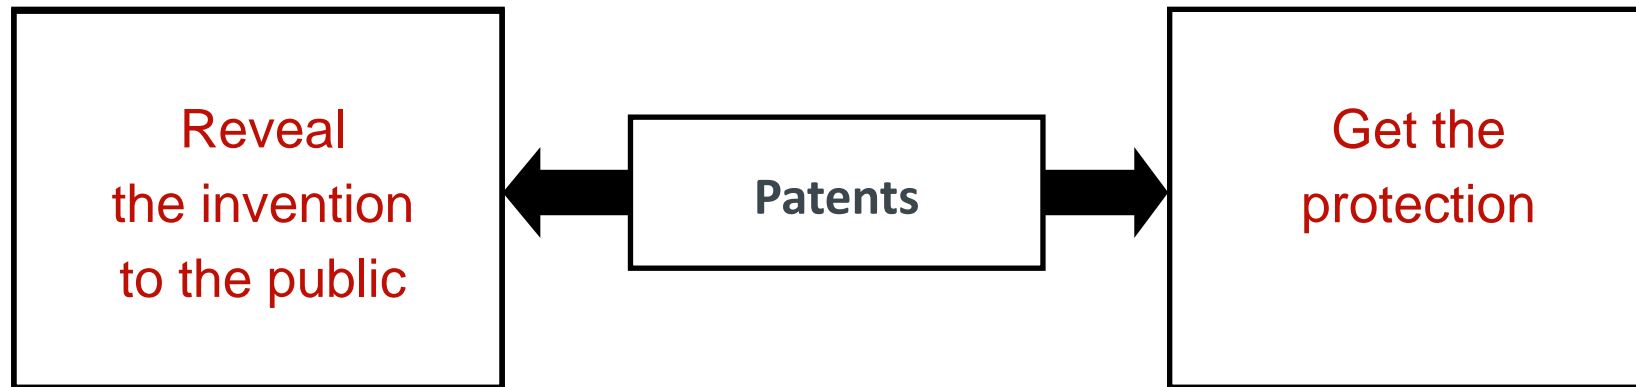 Reveal
the invention
to the public
Patents
Get the
protection